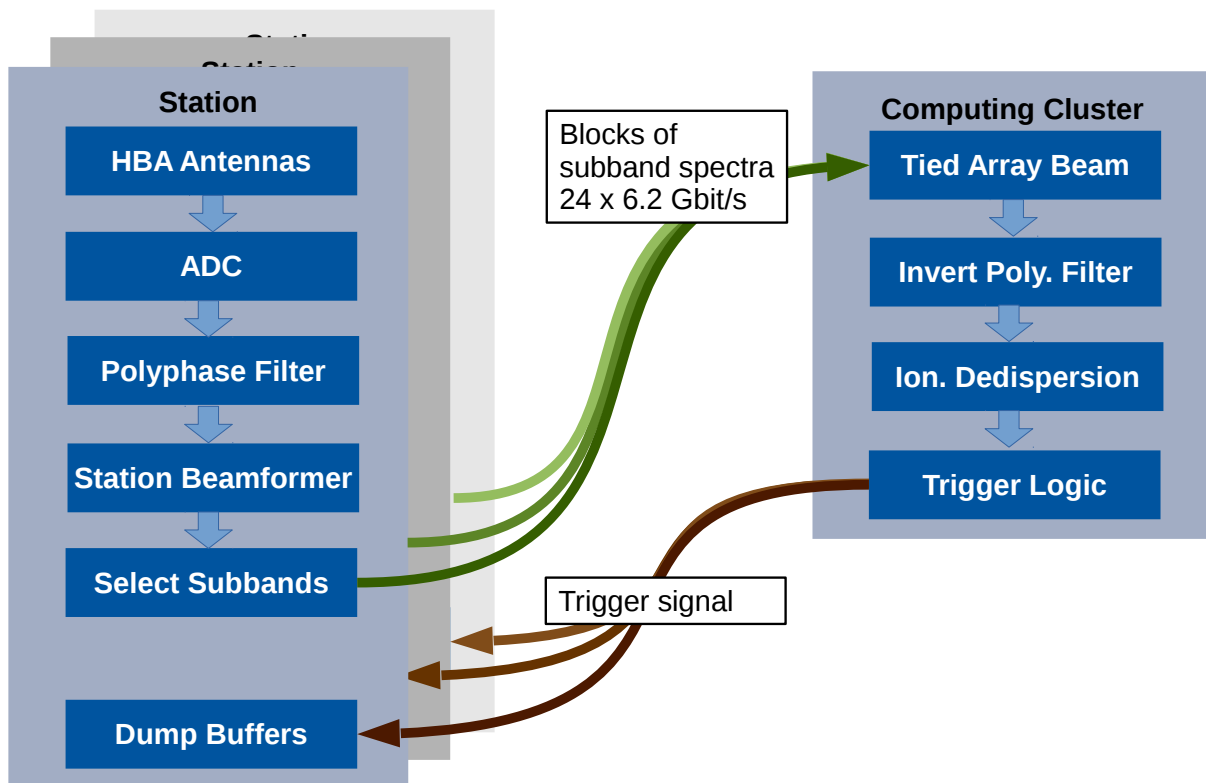 Station
HBA Antennas
ADC
Polyphase Filter
Station Beamformer
Select Subbands
Dump Buffers
Blocks of
subband spectra
24 x 6.2 Gbit/s
Trigger signal
Computing Cluster
Tied Array Beam
Invert Poly. Filter
Ion. Dedispersion
Trigger Logic